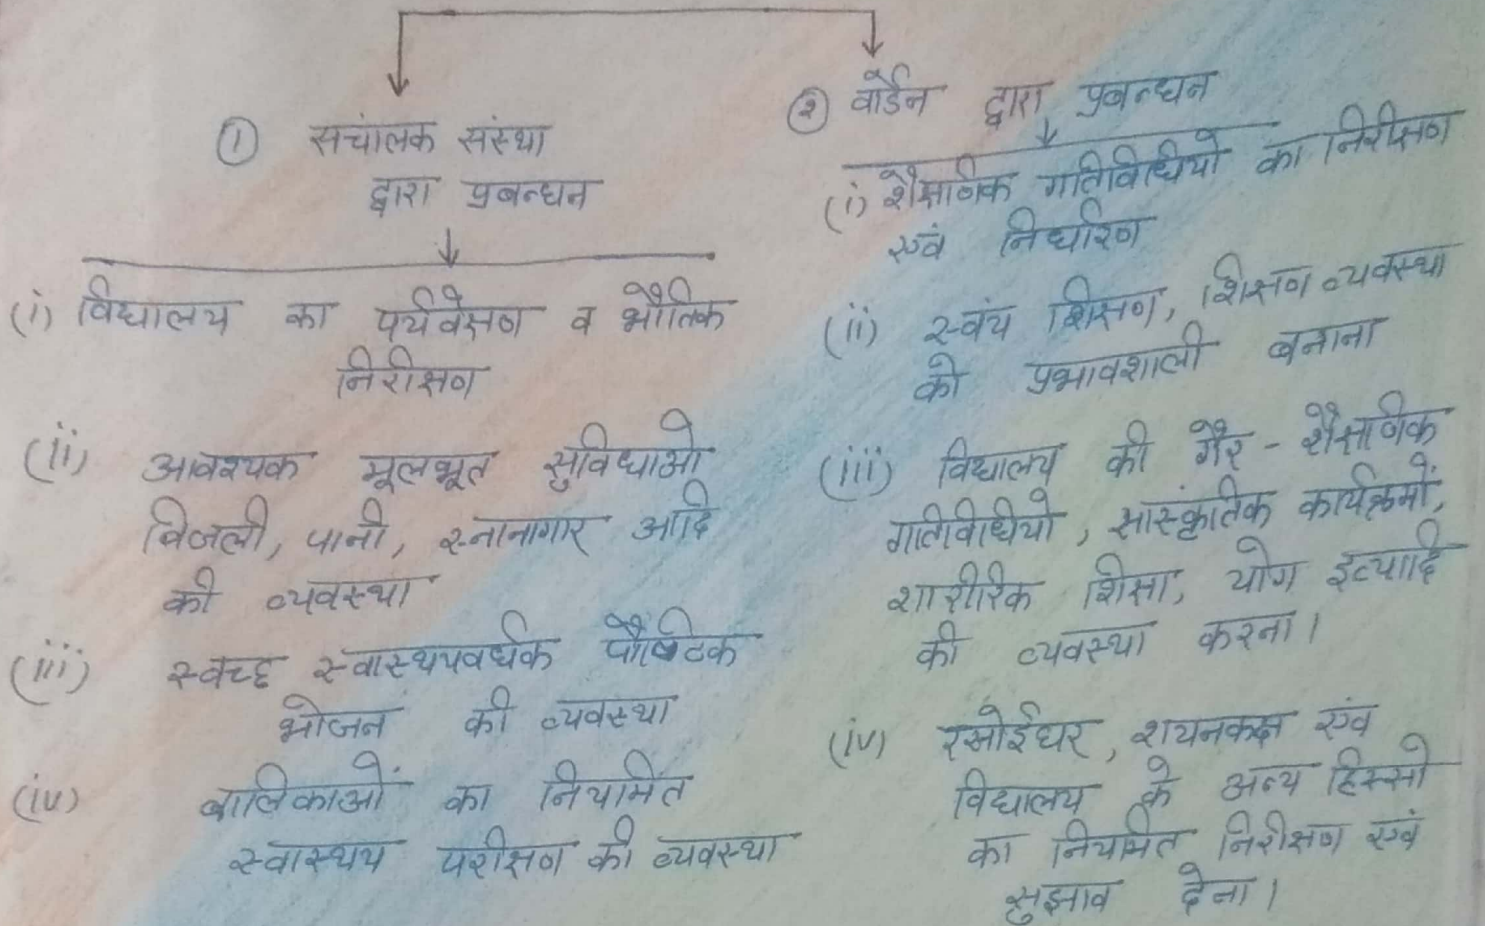 ① सचांलक संस्था
द्वारा प्रबन्धन
(i) विद्यालय का पर्यवेक्षण व भौतिक
निरीक्षण
(ii) आवश्यक मूलभूत सुविधाओ
बिजली, पानी, स्नानागार आदि
की व्यवस्था
(iii) स्वच्छ स्वास्थयवर्धक पौष्टिक
भोजन की व्यवस्था
(iv) बालिकाओं का नियमित
स्वास्थय परीक्षण की व्यवस्था
② वार्डन द्वारा प्रबन्धन
(i) शैक्षणिक गतिविधियो का निरीक्षण
एवं निर्धारण
(ii) स्वंय शिक्षण, शिक्षण व्यवस्था
को प्रभावशाली बनाना
(iii) विद्यालय की गैर - शैक्षणिक
गतिविधियो, सांस्कृतिक कार्यक्रमों,
शारीरिक शिक्षा, योग इत्यादि
की व्यवस्था करना।
(iv) रसोईघर, शयनकक्ष एंव
विद्यालय के अन्य हिस्सो
का नियमित निरीक्षण एवं
सुझाव देना।